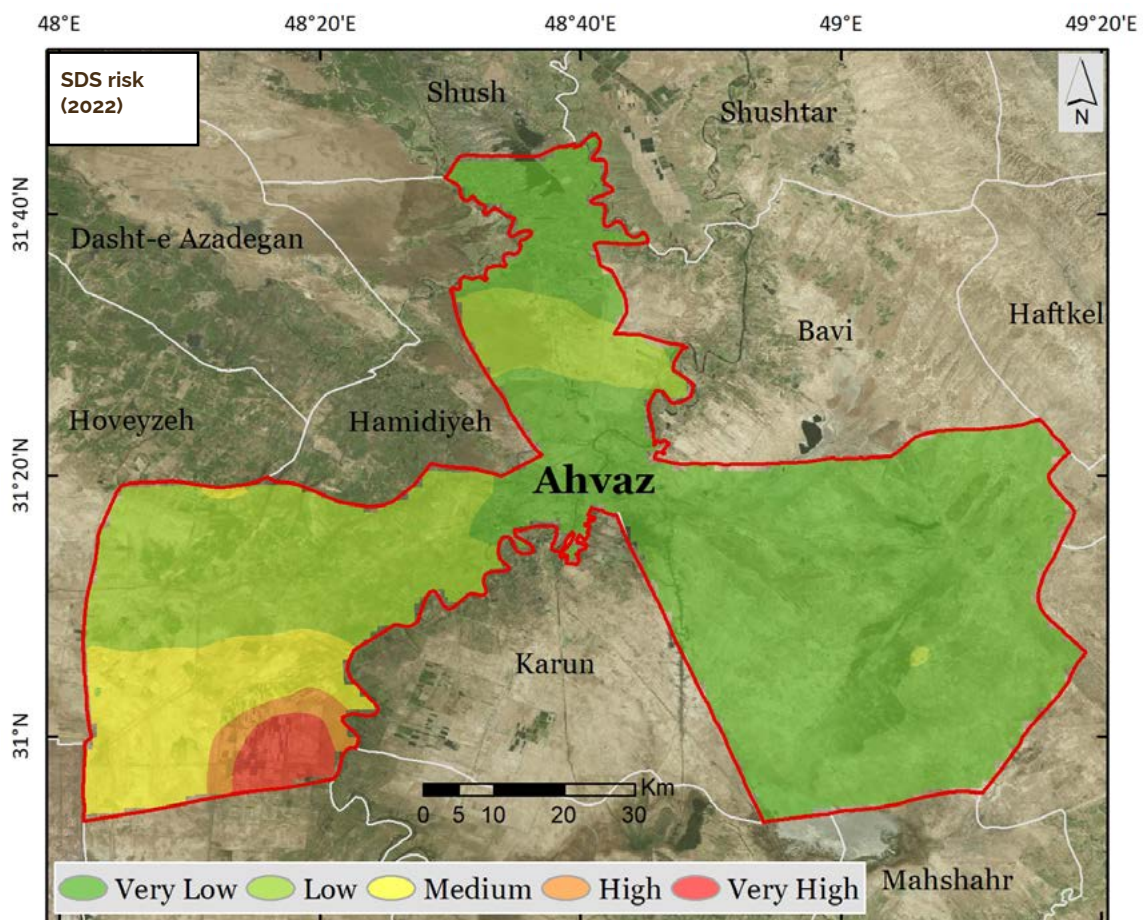 48°E 48°20'E 48°40'E 49°E 49°20'E
SDS risk
(2022)
N
Shush
Shushtar
31°40'N
Dasht-e Azadegan
Haftkel
Bavi
Hoveyzeh
Hamidiyeh
31°20'N
Ahvaz
Karun
31°N
Km
0 5 10 20 30
Mahshahr
Very Low Low Medium High Very High